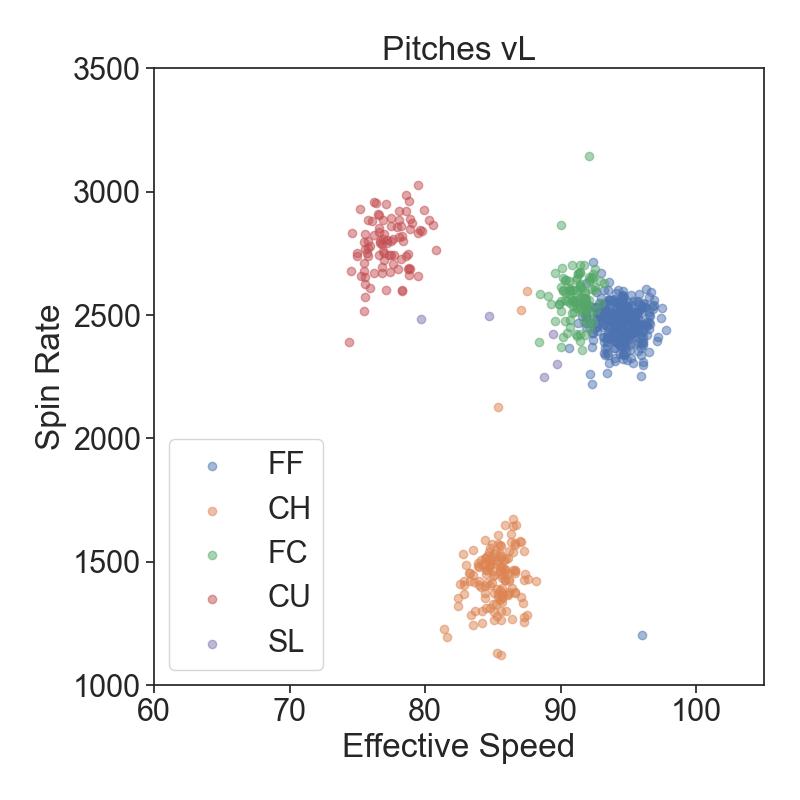 Pitches vL
3500
3000
2500
2000
1500
1000
Spin Rate
FF
CH
FC
CU
SL
60 70 80 90 100
Effective Speed